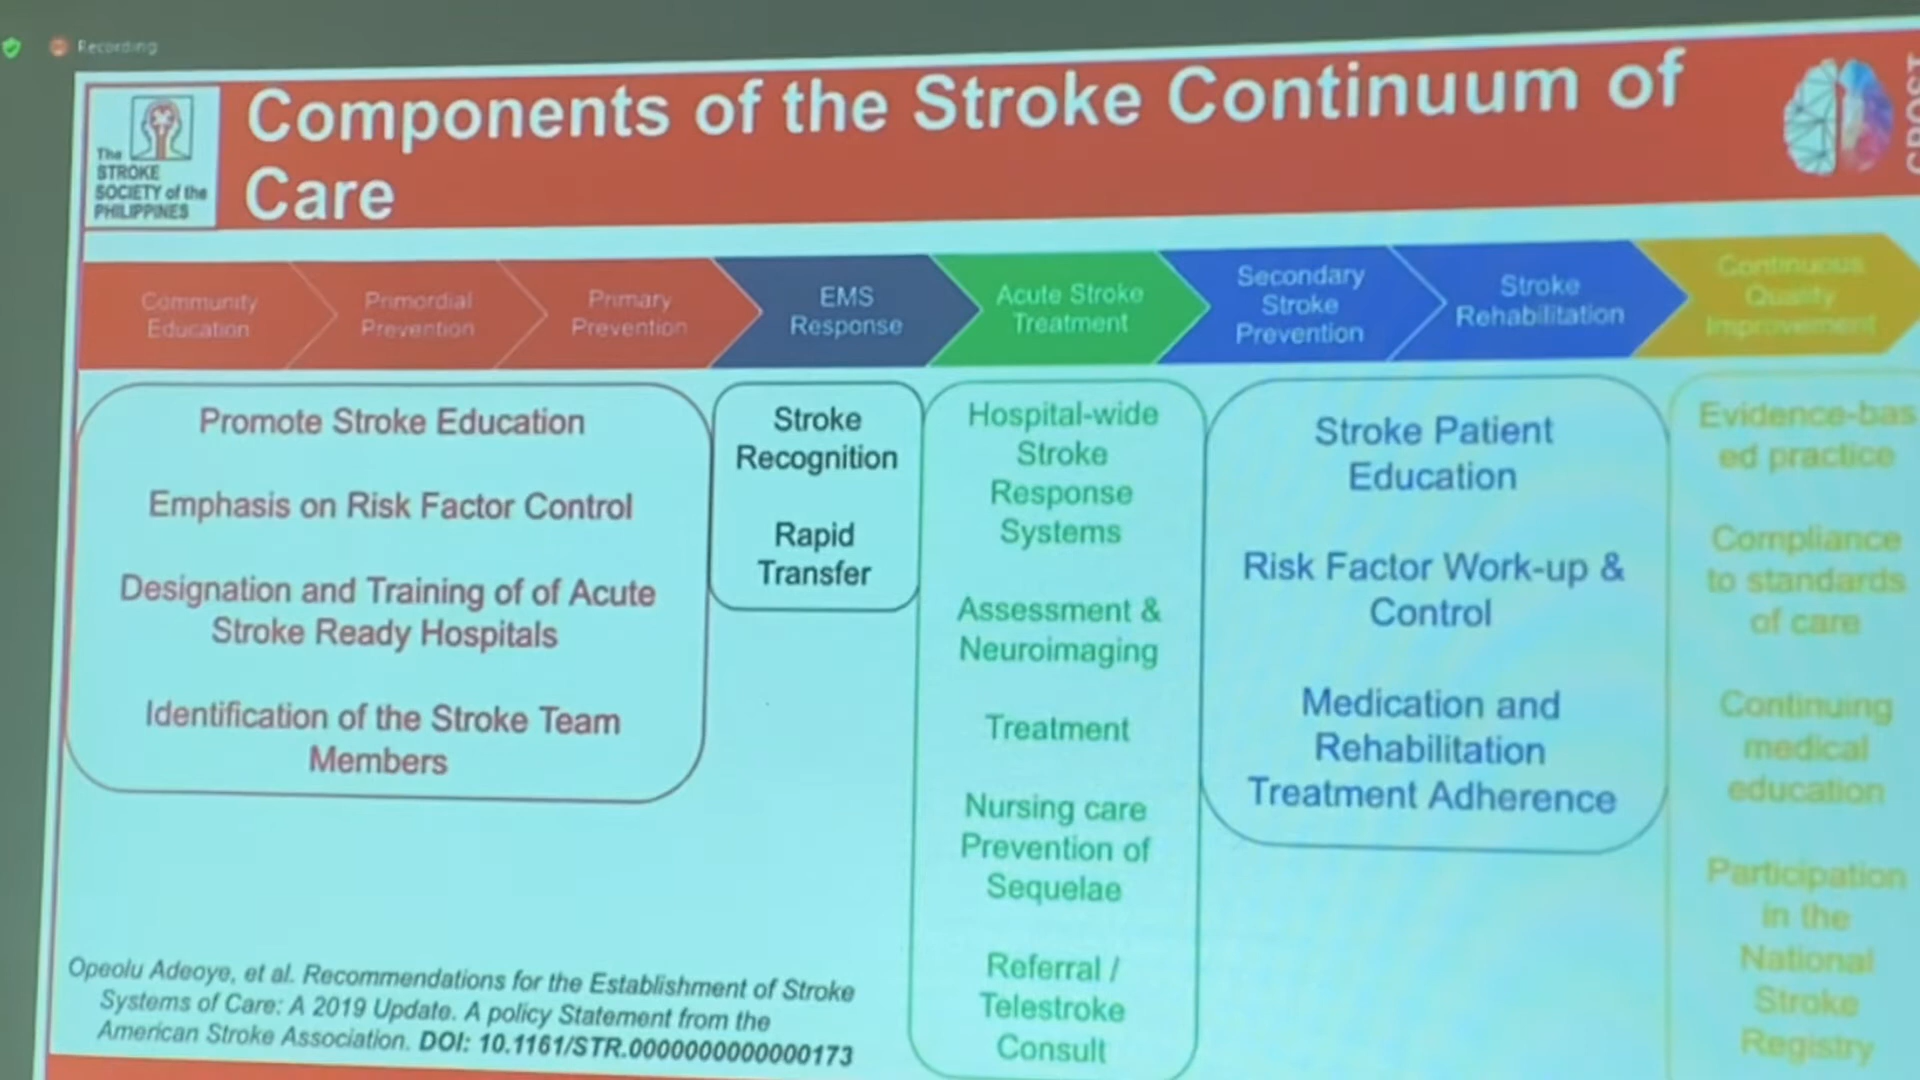 Recording
The
STROKE
SOCIETY of the
PHILIPPINES
Components of the Stroke Continuum of
Care
Community
Education
Primordial
Prevention
Primary
Prevention
EMS
Response
Acute Stroke
Treatment
Secondary
Stroke
Prevention
Stroke
Rehabilitation
Continuous
Quality
Improvement
Promote Stroke Education
Emphasis on Risk Factor Control
Designation and Training of of Acute
Stroke Ready Hospitals
Identification of the Stroke Team
Members
Stroke
Recognition
Rapid
Transfer
Hospital-wide
Stroke
Response
Systems
Assessment &
Neuroimaging
Treatment
Nursing care
Prevention of
Sequelae
Referral /
Telestroke
Consult
Stroke Patient
Education
Risk Factor Work-up &
Control
Medication and
Rehabilitation
Treatment Adherence
Evidence-bas
ed practice
Compliance
to standards
of care
Continuing
medical
education
Participation
in the
National
Stroke
Registry
Opeolu Adeoye, et al. Recommendations for the Establishment of Stroke
Systems of Care: A 2019 Update. A policy Statement from the
American Stroke Association. DOI: 10.1161/STR.0000000000000173